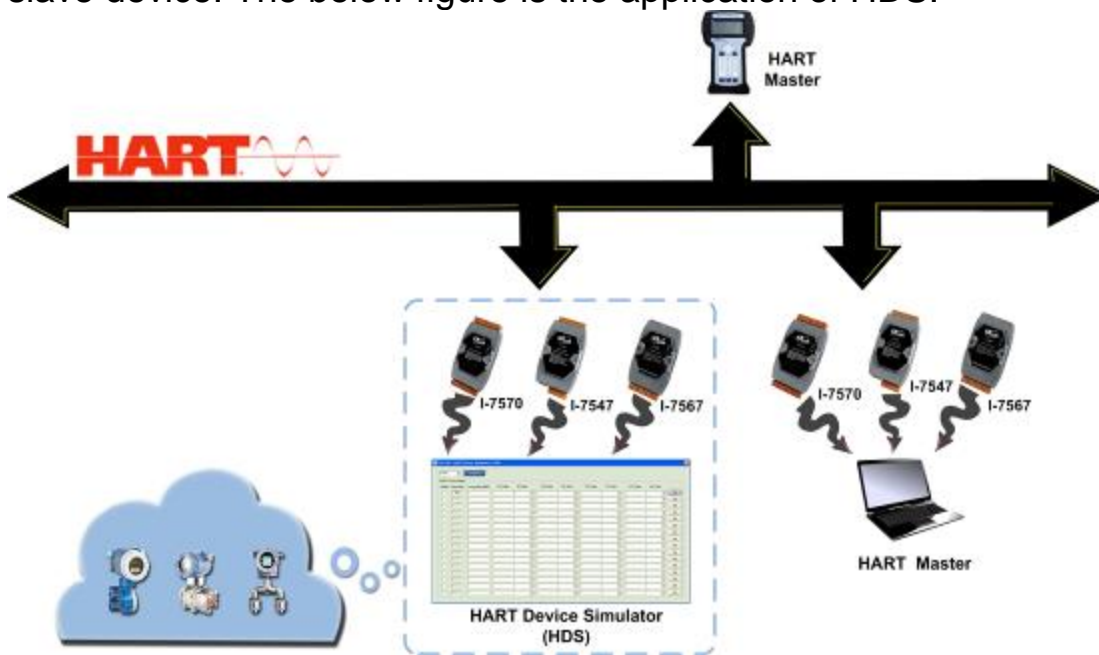 slave device. The below figure is the application of HDS.
HART
Master
HART
I-7570
I-7547
I-7567
I-7570
I-7547
I-7567
HART Master
HART Device Simulator
(HDS)